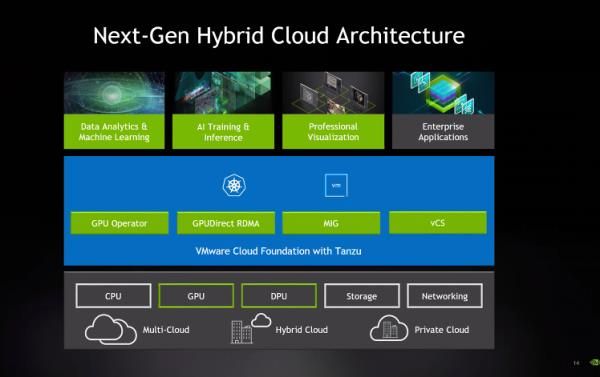 Next-Gen Hybrid Cloud Architecture
Data Analytics &
Machine Learning
AI Training &
Inference
Professional
Visualization
Enterprise
Applications
vm
GPU Operator
GPUDirect RDMA
MIG
vCS
VMware Cloud Foundation with Tanzu
CPU
GPU
DPU
Storage
Networking
Multi-Cloud
Hybrid Cloud
Private Cloud
14